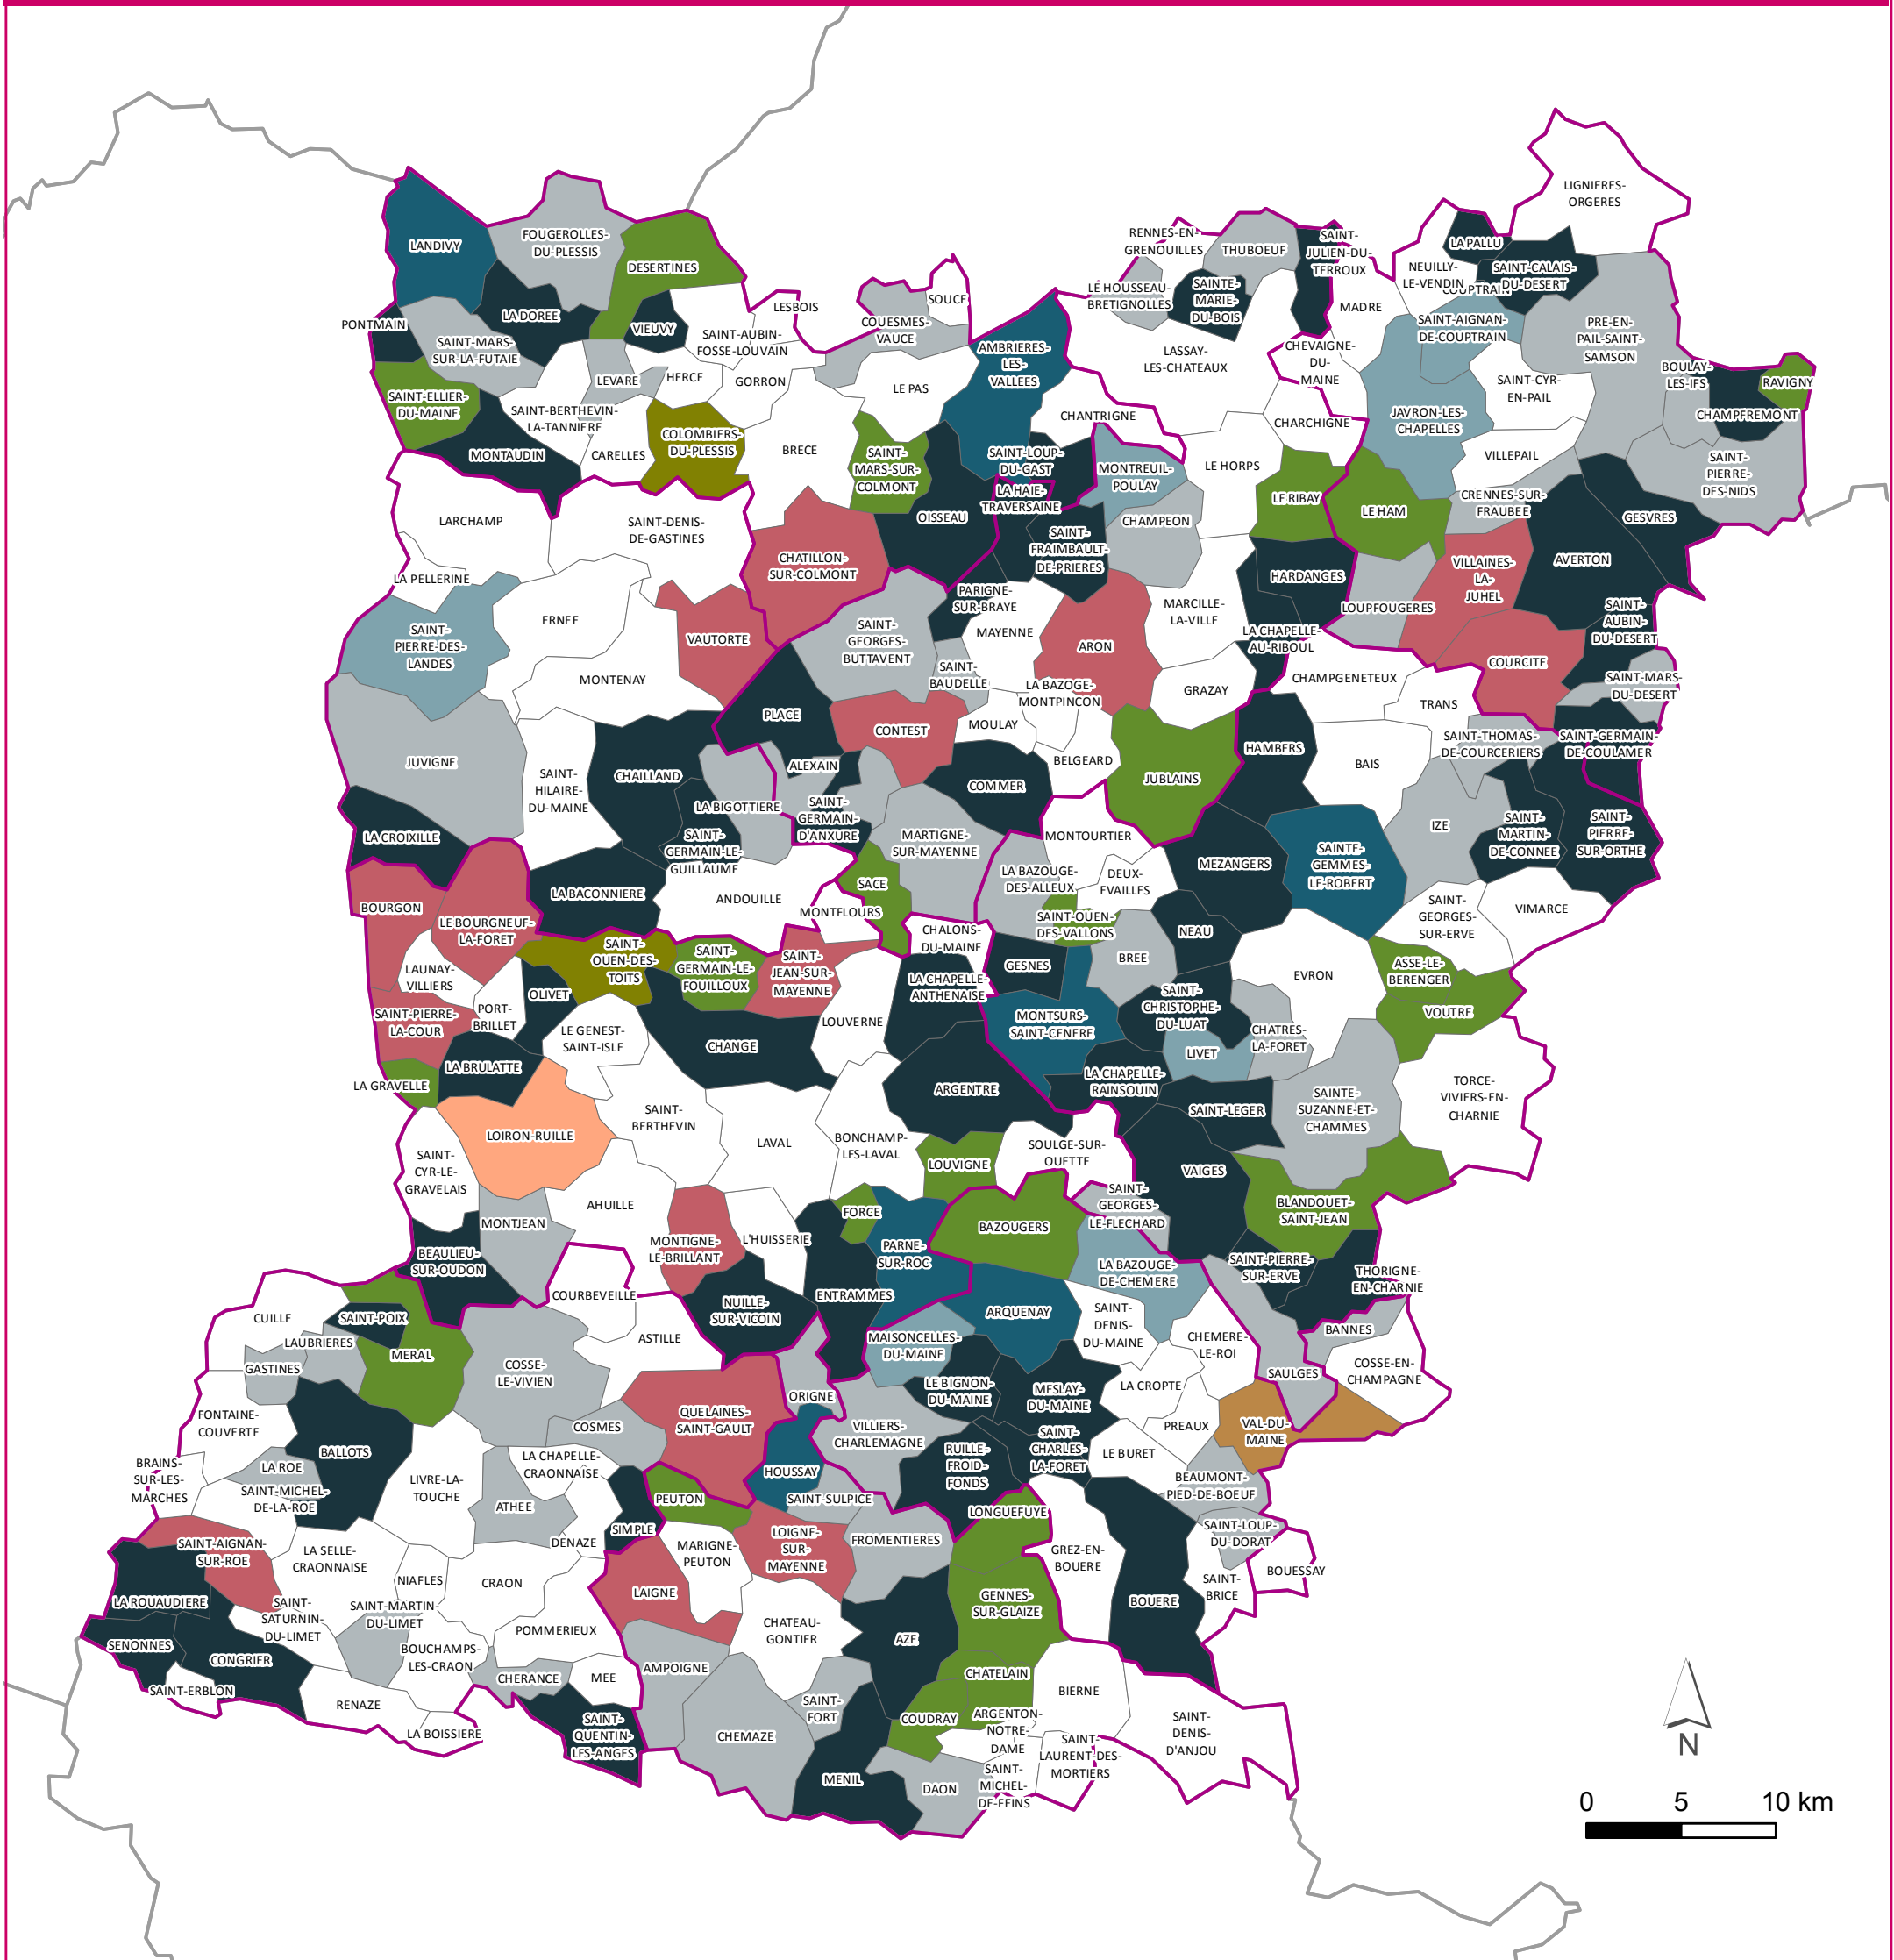 LIGNIERES-
ORGERES
LANDIVY
FOUGEROLLES-
DU-PLESSIS
DESERTINES
RENNES-EN-
GRENOUILLES
THUBOEUF
SAINT-
JULIEN-DU-
TERROUX
LA PALLU
NEUILLY-
LE-VENDIN
SAINT-CALAIS-
DU-DESERT
COUPTRAIN
LE HOUSSEAU-
BRETIGNOLLES
SAINTE-
MARIE-
DU-BOIS
MADRE
LESBOIS
SOUCE
PONTMAIN
LA DOREE
VIEUVY
COUESMES-
VAUCE
SAINT-MARS-
SUR-LA-FUTAIE
SAINT-AUBIN-
FOSSE-LOUVAIN
AMBRIERES-
LES-
VALLEES
LASSAY-
LES-CHATEAUX
CHEVAIGNE-
DU-
MAINE
SAINT-AIGNAN-
DE-COUPTRAIN
PRE-EN-
PAIL-SAINT-
SAMSON
BOULAY-
LES-IFS
RAVIGNY
LEVARE
HERCE
GORRON
LE PAS
SAINT-CYR-
EN-PAIL
SAINT-ELLIER-
DU-MAINE
SAINT-BERTHEVIN-
LA-TANNIERE
CHANTRIGNE
CHARCHIGNE
JAVRON-LES-
CHAPELLES
CHAMPFREMONT
MONTAUDIN
CARELLES
COLOMBIERS-
DU-PLESSIS
BRECE
SAINT-
MARS-SUR-
COLMONT
SAINT-LOUP-
DU-GAST
MONTREUIL-
POULAY
LE HORPS
VILLEPAIL
SAINT-
PIERRE-
DES-NIDS
LA HAIE-
TRAVERSAINE
LE RIBAY
LE HAM
CRENNES-SUR-
FRAUBEE
LARCHAMP
SAINT-DENIS-
DE-GASTINES
OISSEAU
CHAMPEON
GESVRES
CHATILLON-
SUR-COLMONT
SAINT-
FRAIMBAULT-
DE-PRIERES
HARDANGES
VILLAINES-
LA-
JUHEL
AVERTON
LA PELLERINE
PARIGNE-
SUR-BRAYE
LOUPFOUGERES
ERNEE
MARCILLE-
LA-VILLE
SAINT-
AUBIN-
DU-DESERT
SAINT-
PIERRE-DES-
LANDES
VAUTORTE
SAINT-
GEORGES-
BUTTAVENT
MAYENNE
ARON
LA CHAPELLE-
AU-RIBOUL
COURCITE
MONTENAY
SAINT-
BAUDELLE
LA BAZOGE-
MONTPINCON
GRAZAY
CHAMPGENETEUX
SAINT-MARS-
DU-DESERT
TRANS
PLACE
CONTEST
MOULAY
HAMBERS
SAINT-THOMAS-
DE-COURCERIERS
SAINT-GERMAIN-
DE-COULAMER
JUVIGNE
SAINT-
HILAIRE-
DU-MAINE
CHAILLAND
ALEXAIN
BELGEARD
JUBLAINS
BAIS
COMMER
LA BIGOTTIERE
SAINT-
GERMAIN-
D'ANXURE
LA CROIXILLE
SAINT-
GERMAIN-LE-
GUILLAUME
MARTIGNE-
SUR-MAYENNE
MONTOURTIER
IZE
SAINT-
MARTIN-
DE-CONNEE
SAINT-
PIERRE-
SUR-ORTHE
MEZANGERS
SAINTE-
GEMMES-
LE-ROBERT
LA BAZOUGE-
DES-ALLEUX
DEUX-
EVAILLES
LA BACONNIERE
ANDOUILLE
SACE
BOURGON
MONTFLOURS
SAINT-
GEORGES-
SUR-ERVE
VIMARCE
LE BOURGNEUF-
LA-FORET
SAINT-OUEN-
DES-VALLONS
CHALONS-
DU-MAINE
NEAU
SAINT-
OUEN-DES-
TOITS
SAINT-
GERMAIN-LE-
FOUILLOUX
SAINT-
JEAN-SUR-
MAYENNE
GESNES
BREE
EVRON
ASSE-LE-
BERENGER
LAUNAY-
VILLIERS
OLIVET
LA CHAPELLE-
ANTHENAISE
SAINT-PIERRE-
LA-COUR
PORT-
BRILLET
LOUVERNE
MONTSURS-
SAINT-CENERE
SAINT-
CHRISTOPHE-
DU-LUAT
VOUTRE
LE GENEST-
SAINT-ISLE
CHANGE
CHATRES-
LA-FORET
LIVET
LA BRULATTE
LA GRAVELLE
ARGENTRE
LA CHAPELLE-
RAINSOUIN
SAINTE-
SUZANNE-ET-
CHAMMES
TORCE-
VIVIERS-EN-
CHARNIE
LOIRON-RUILLE
SAINT-
BERTHEVIN
LAVAL
BONCHAMP-
LES-LAVAL
SAINT-LEGER
SOULGE-SUR-
OUETTE
SAINT-
CYR-LE-
GRAVELAIS
LOUVIGNE
VAIGES
AHUILLE
MONTJEAN
FORCE
BAZOUGERS
SAINT-
GEORGES-
LE-FLECHARD
BLANDOUET-
SAINT-JEAN
MONTIGNE-
LE-BRILLANT
L'HUISSERIE
PARNE-
SUR-ROC
BEAULIEU-
SUR-OUDON
LA BAZOUGE-
DE-CHEMERE
SAINT-PIERRE-
SUR-ERVE
THORIGNE-
EN-CHARNIE
COURBEVEILLE
ENTRAMMES
NUILLE-
SUR-VICOIN
ARQUENAY
SAINT-
DENIS-
DU-MAINE
CUILLE
SAINT-POIX
ASTILLE
MAISONCELLES-
DU-MAINE
CHEMERE-
LE-ROI
BANNES
LAUBRIERES
MERAL
COSSE-
LE-VIVIEN
GASTINES
COSSE-EN-
CHAMPAGNE
SAULGES
ORIGNE
LE BIGNON-
DU-MAINE
MESLAY-
DU-MAINE
LA CROPTE
FONTAINE-
COUVERTE
COSMES
QUELAINES-
SAINT-GAULT
VILLIERS-
CHARLEMAGNE
PREAUX
VAL-DU-
MAINE
BALLOTS
LA CHAPELLE-
CRAONNAISE
RUILLE-
FROID-
FONDS
SAINT-
CHARLES-
LA-FORET
LE BURET
BRAINS-
SUR-LES-
MARCHES
LA ROE
LIVRE-LA-
TOUCHE
HOUSSAY
BEAUMONT-
PIED-DE-BOEUF
SAINT-MICHEL-
DE-LA-ROE
ATHEE
PEUTON
SAINT-SULPICE
LONGUEFUYE
SIMPLE
DENAZE
FROMENTIERES
SAINT-LOUP-
DU-DORAT
SAINT-AIGNAN-
SUR-ROE
LA SELLE-
CRAONNAISE
MARIGNE-
PEUTON
LOIGNE-
SUR-
MAYENNE
GREZ-EN-
BOUERE
BOUESSAY
NIAFLES
CRAON
LAIGNE
SAINT-
BRICE
LA ROUAUDIERE
GENNES-
SUR-GLAIZE
BOUERE
SAINT-
SATURNIN-
DU-LIMET
SAINT-MARTIN-
DU-LIMET
CHATEAU-
GONTIER
POMMERIEUX
AZE
SENONNES
CONGRIER
BOUCHAMPS-
LES-CRAON
AMPOIGNE
CHATELAIN
CHERANCE
MEE
SAINT-ERBLON
RENAZE
BIERNE
SAINT-
FORT
COUDRAY
ARGENTON-
NOTRE-
DAME
LA BOISSIERE
SAINT-
QUENTIN-
LES-ANGES
CHEMAZE
SAINT-
DENIS-
D'ANJOU
SAINT-
LAURENT-DES-
MORTIERS
MENIL
DAON
SAINT-
MICHEL-
DE-FEINS
N
0 5 10 km